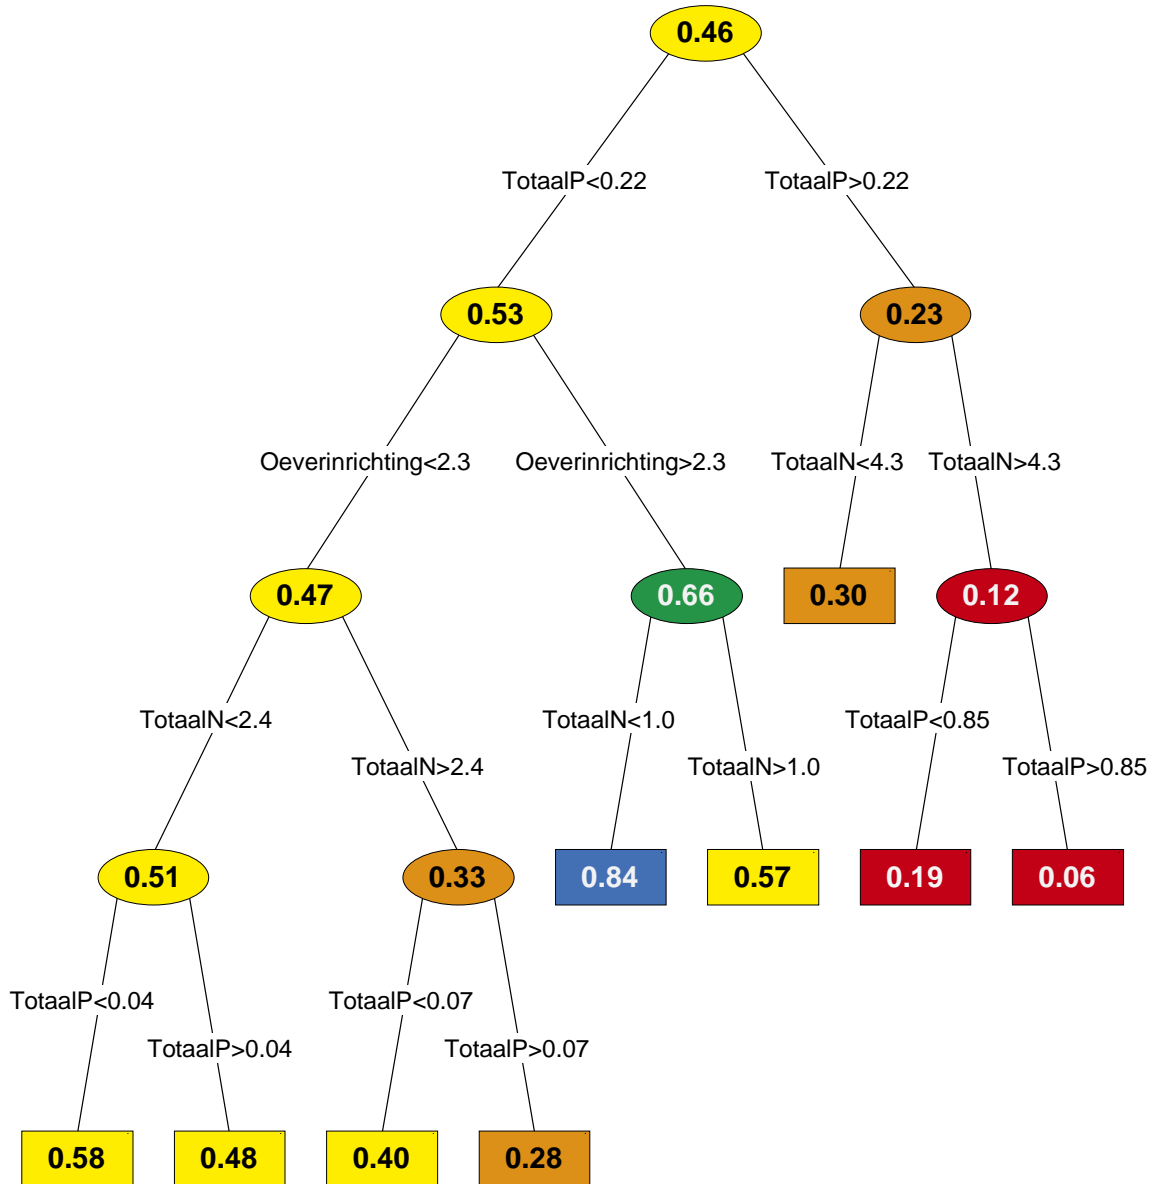 0.46
TotaalP<0.22 TotaalP>0.22
0.53 0.23
Oeverinrichting<2.3 Oeverinrichting>2.3 TotaalN<4.3 TotaalN>4.3
0.47 0.66 0.30 0.12
TotaalN<2.4 TotaalN<1.0 TotaalP<0.85
TotaalN>2.4 TotaalN>1.0 TotaalP>0.85
0.51 0.33 0.84 0.57 0.19 0.06
TotaalP<0.04 TotaalP<0.07
TotaalP>0.04 TotaalP>0.07
0.58 0.48 0.40 0.28